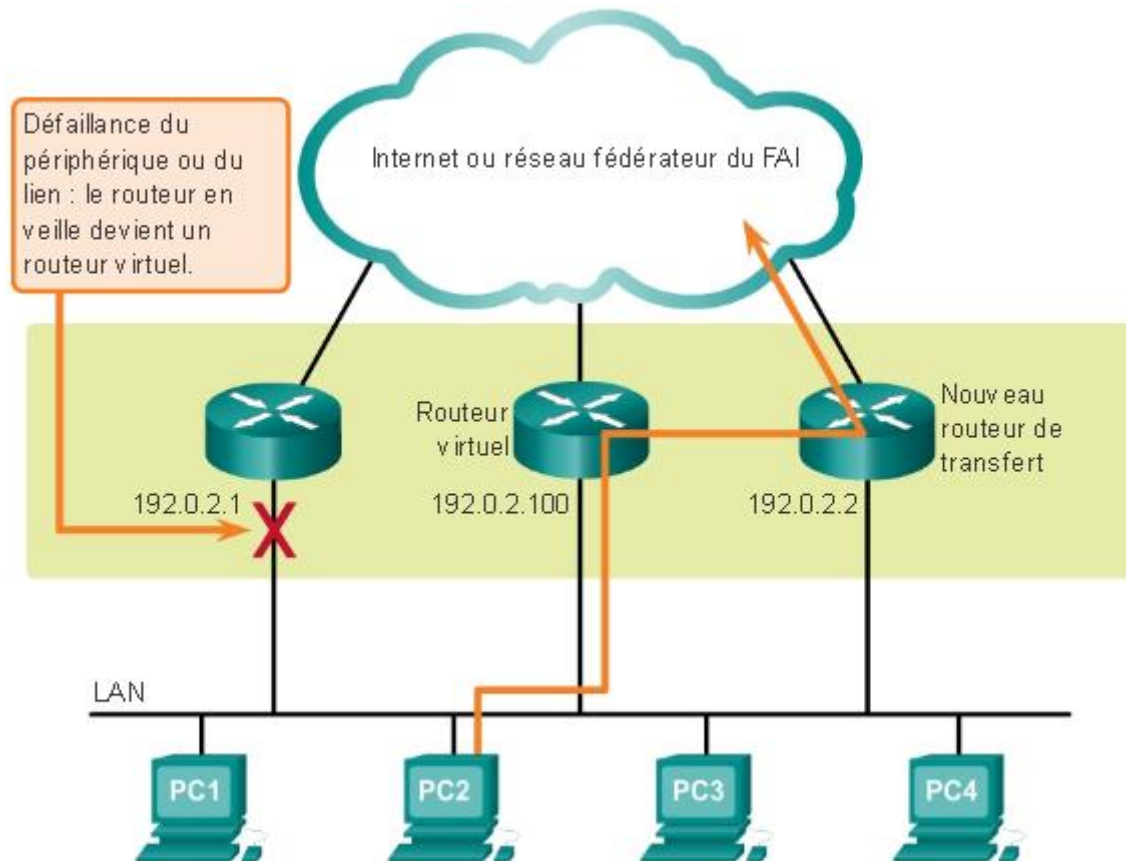 Défaillance du
périphérique ou du
lien : le routeur en
veille devient un
routeur virtuel.
Internet ou réseau fédérateur du FAI
Routeur
virtuel
Nouveau
routeur de
transfert
192.0.2.1
192.0.2.100
192.0.2.2
LAN
PC1
PC2
PC3
PC4